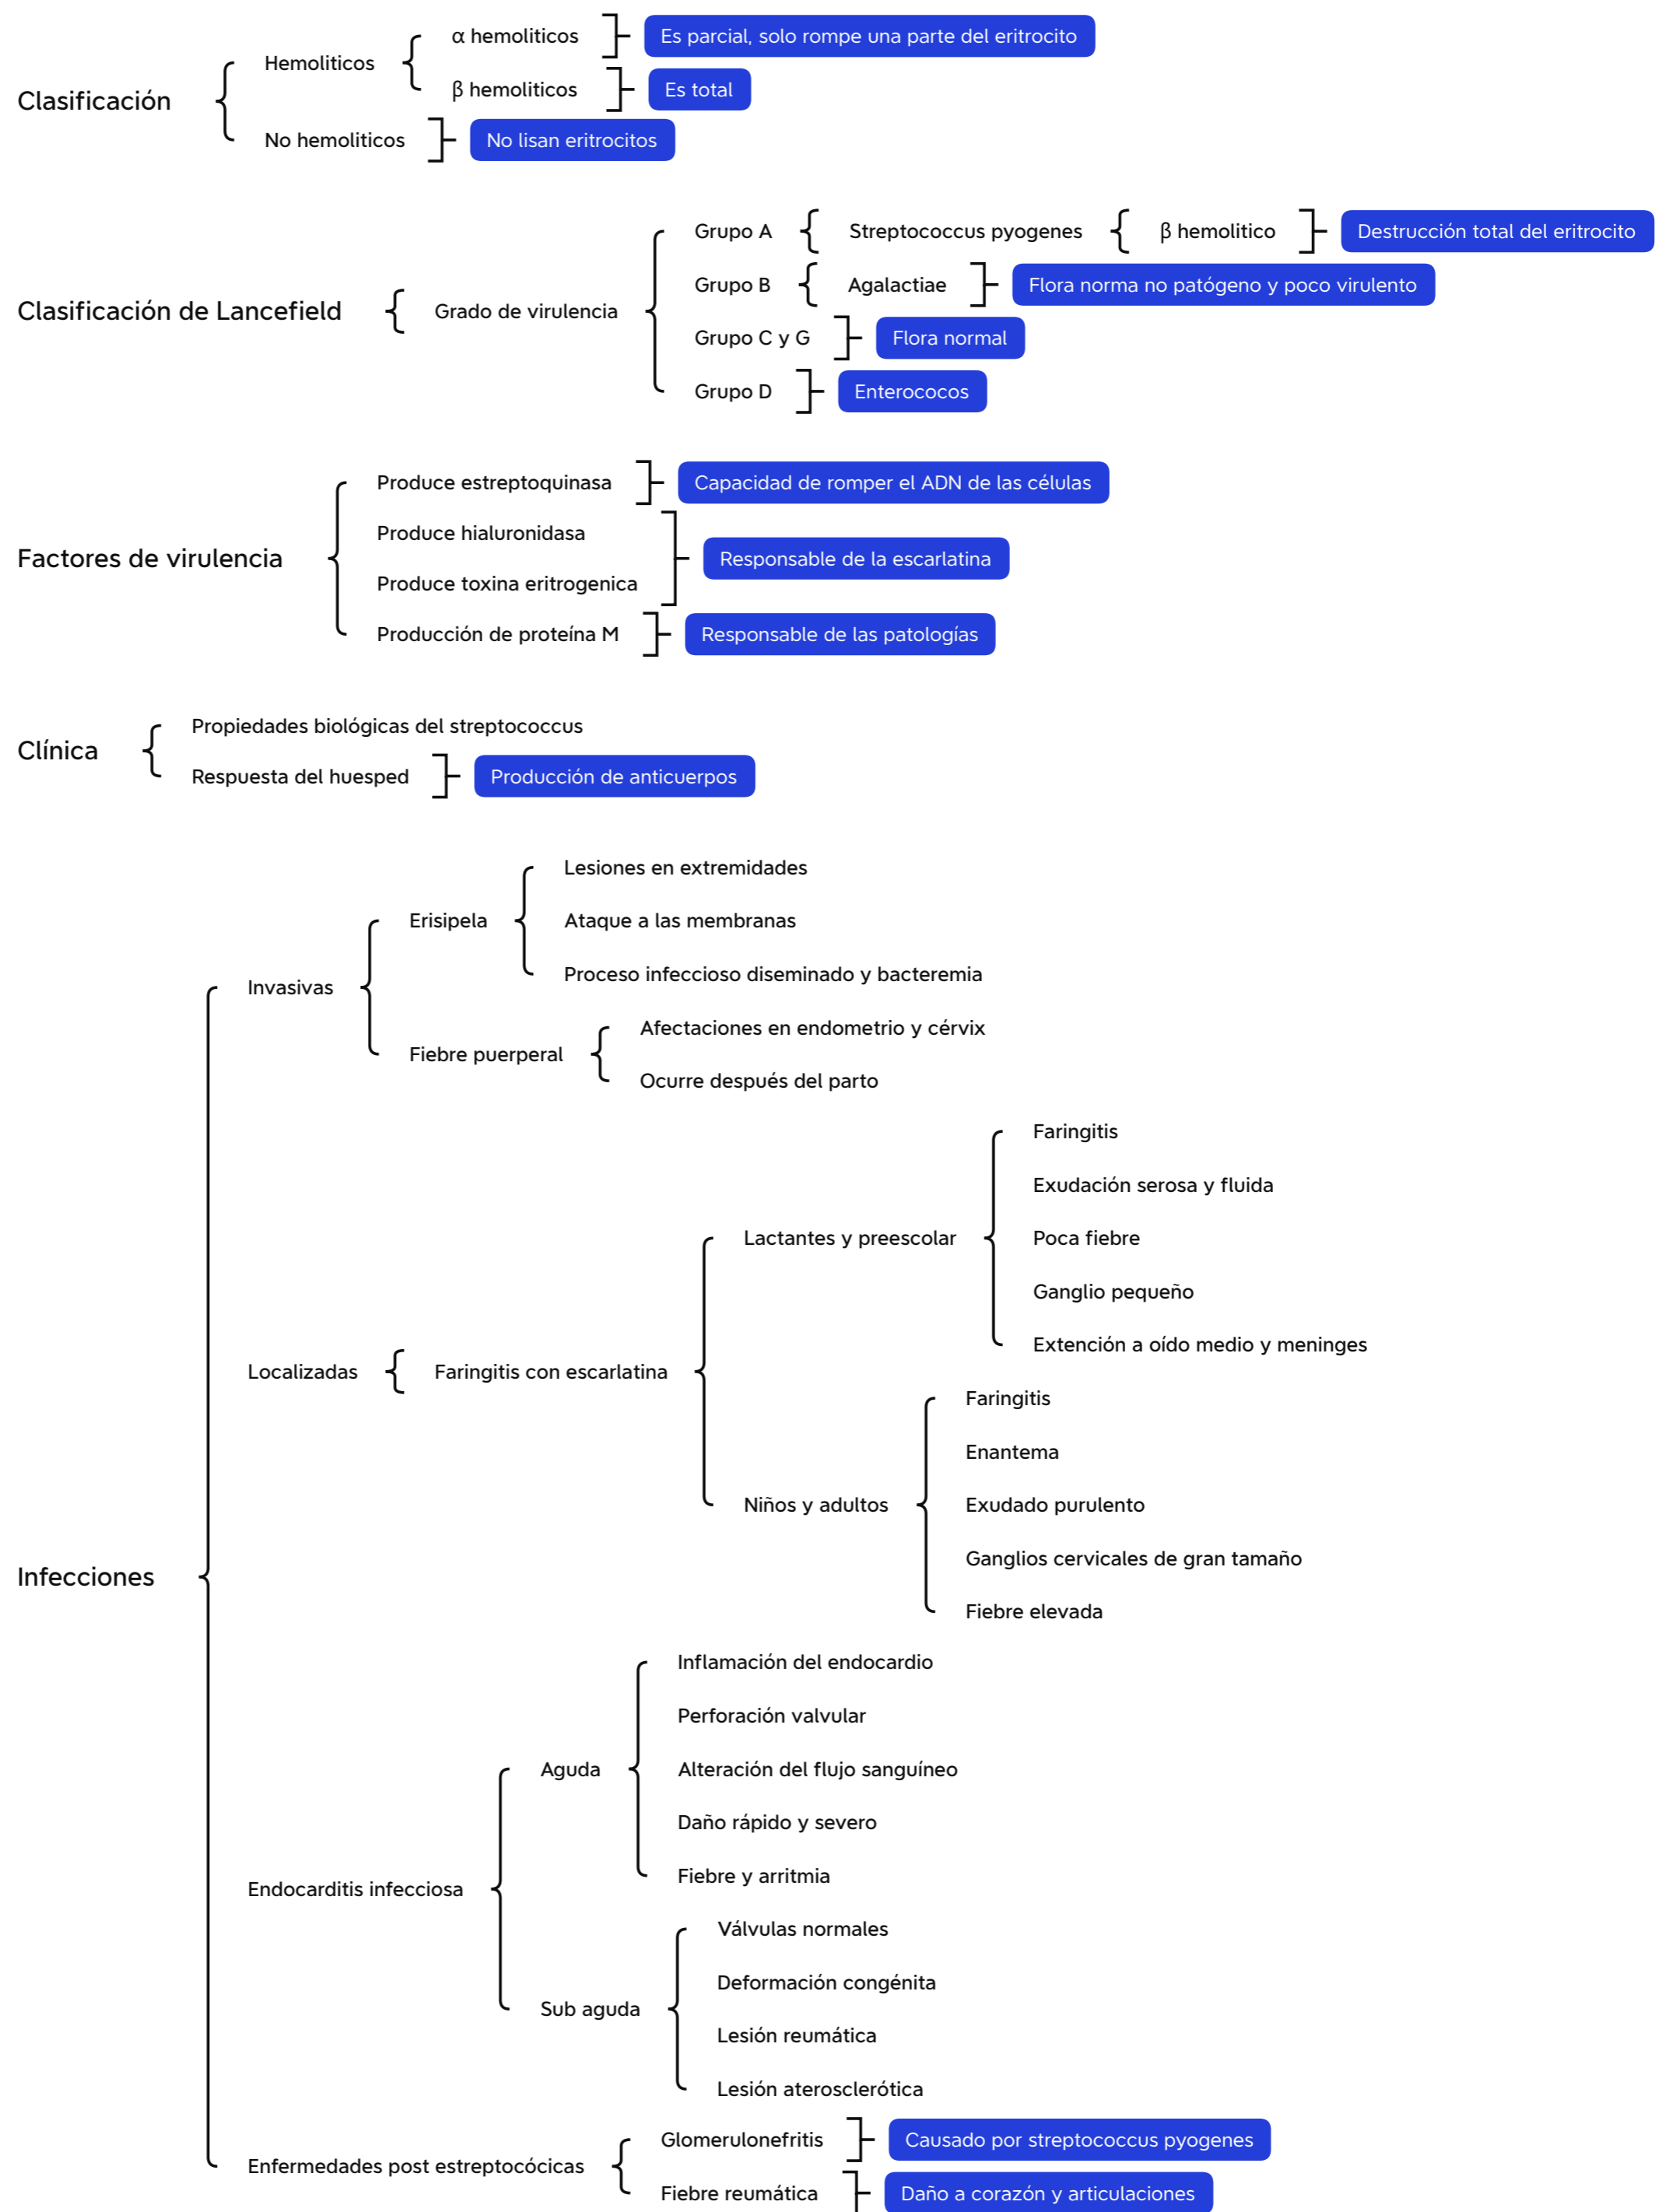 Clasificación
Hemoliticos
α hemoliticos
Es parcial, solo rompe una parte del eritrocito
β hemoliticos
Es total
No hemoliticos
No lisan eritrocitos
Clasificación de Lancefield
Grado de virulencia
Grupo A
Streptococcus pyogenes
β hemolitico
Destrucción total del eritrocito
Grupo B
Agalactiae
Flora norma no patógeno y poco virulento
Grupo C y G
Flora normal
Grupo D
Enterococos
Factores de virulencia
Produce estreptoquinasa
Capacidad de romper el ADN de las células
Produce hialuronidasa
Produce toxina eritrogenica
Responsable de la escarlatina
Producción de proteína M
Responsable de las patologías
Clínica
Propiedades biológicas del streptococcus
Respuesta del huesped
Producción de anticuerpos
Infecciones
Invasivas
Erisipela
Lesiones en extremidades
Ataque a las membranas
Proceso infeccioso diseminado y bacteremia
Fiebre puerperal
Afectaciones en endometrio y cérvix
Ocurre después del parto
Localizadas
Faringitis con escarlatina
Lactantes y preescolar
Faringitis
Exudación serosa y fluida
Poca fiebre
Ganglio pequeño
Extención a oído medio y meninges
Niños y adultos
Faringitis
Enantema
Exudado purulento
Ganglios cervicales de gran tamaño
Fiebre elevada
Endocarditis infecciosa
Aguda
Inflamación del endocardio
Perforación valvular
Alteración del flujo sanguíneo
Daño rápido y severo
Fiebre y arritmia
Sub aguda
Válvulas normales
Deformación congénita
Lesión reumática
Lesión aterosclerótica
Enfermedades post estreptocócicas
Glomerulonefritis
Causado por streptococcus pyogenes
Fiebre reumática
Daño a corazón y articulaciones